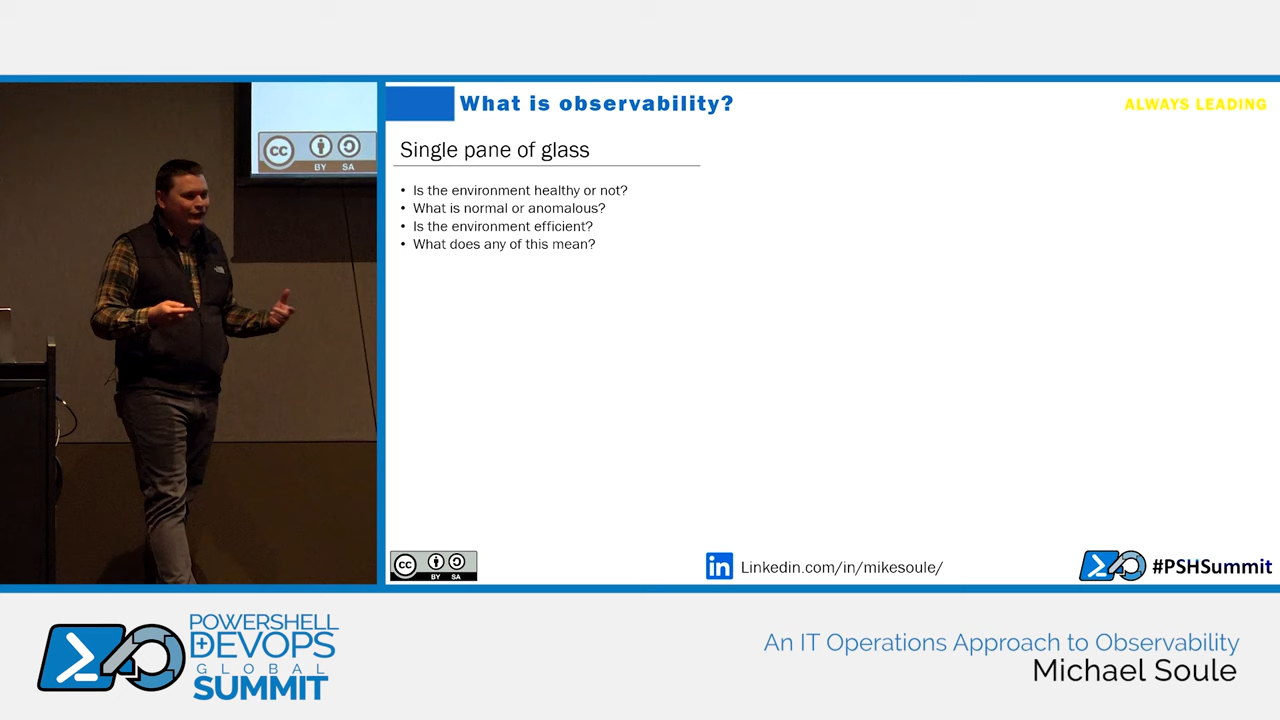 What is observability?
ALWAYS LEADING
Single pane of glass
• Is the environment healthy or not?
• What is normal or anomalous?
• Is the environment efficient?
• What does any of this mean?
CC
BY SA
CC
BY SA
Linkedin.com/in/mikesoule/
#PSHSummit
POWERSHELL
+DEVOPS
GLOBAL
SUMMIT
An IT Operations Approach to Observability
Michael Soule